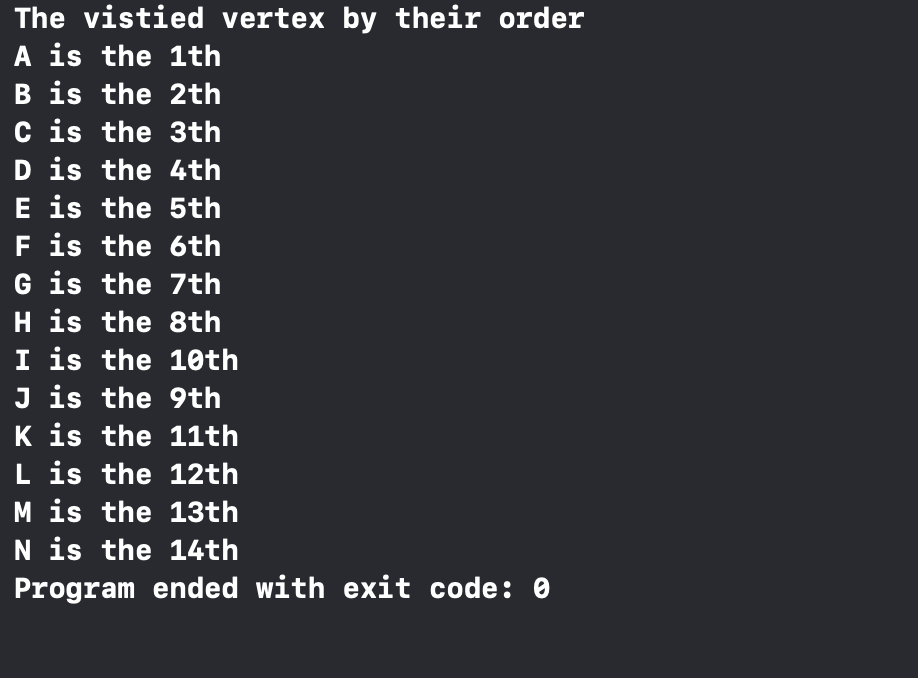 The vistied vertex by their order
A is the 1th
B is the 2th
C is the 3th
D is the 4th
E is the 5th
F is the 6th
G is the 7th
H is the 8th
I is the 10th
J is the 9th
K is the 11th
L is the 12th
M is the 13th
N is the 14th
Program ended with exit code: 0